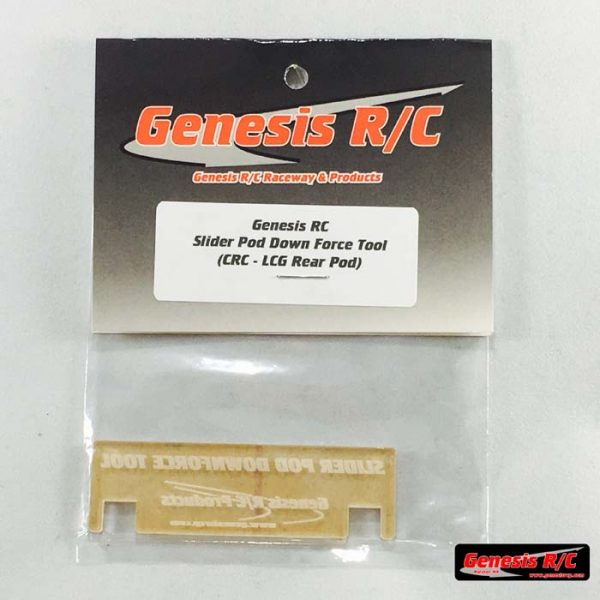 Genesis R/C
Genesis R/C Raceway & Products
Genesis RC
Slider Pod Down Force Tool
(CRC - LCG Rear Pod)
SLIDER POD DOWNFORCE TOOL
Genesis R/C Products
Genesis R/C